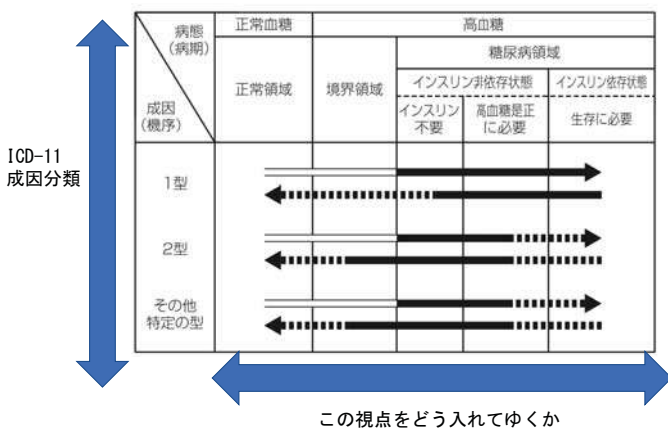 病態
(病期)
成因
(機序)
正常血糖
高血糖
正常領域
境界領域
糖尿病領域
インスリン非依存状態
インスリン依存状態
インスリン
不要
高血糖是正
に必要
生存に必要
ICD-11
成因分類
1型
2型
その他
特定の型
この視点をどう入れてゆくか